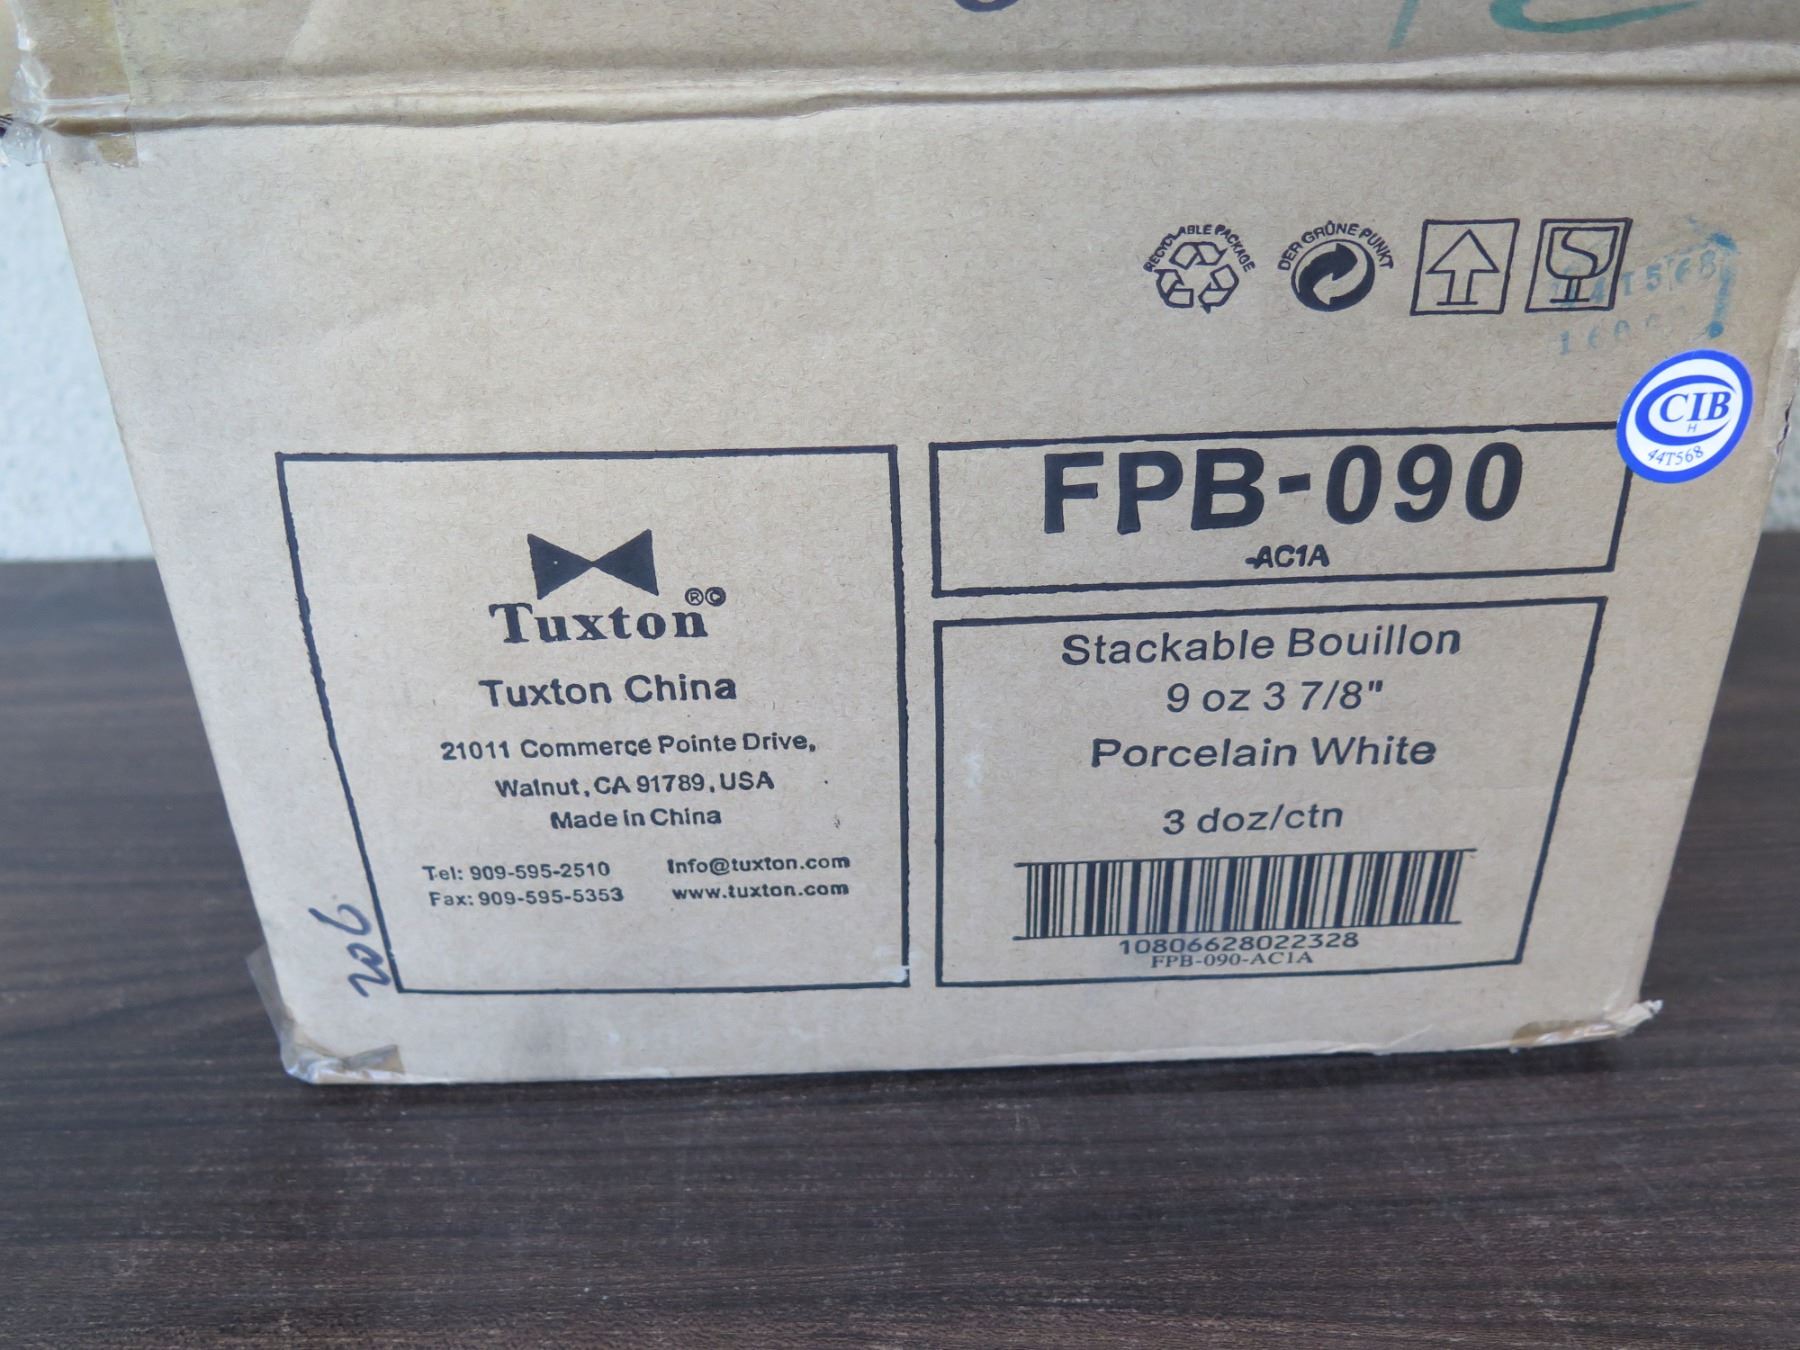 RECYCLABLE PACKAGE
DER GRÜNE PUNKT
44T568
CIB
H
44T568
Tuxton ®©
Tuxton China
21011 Commerce Pointe Drive,
Walnut, CA 91789, USA
Made in China
Tel: 909-595-2510 Info@tuxton.com
Fax: 909-595-5353 www.tuxton.com
206
FPB-090
-AC1A
Stackable Bouillon
9 oz 3 7/8"
Porcelain White
3 doz/ctn
10806628022328
FPB-090-AC1A